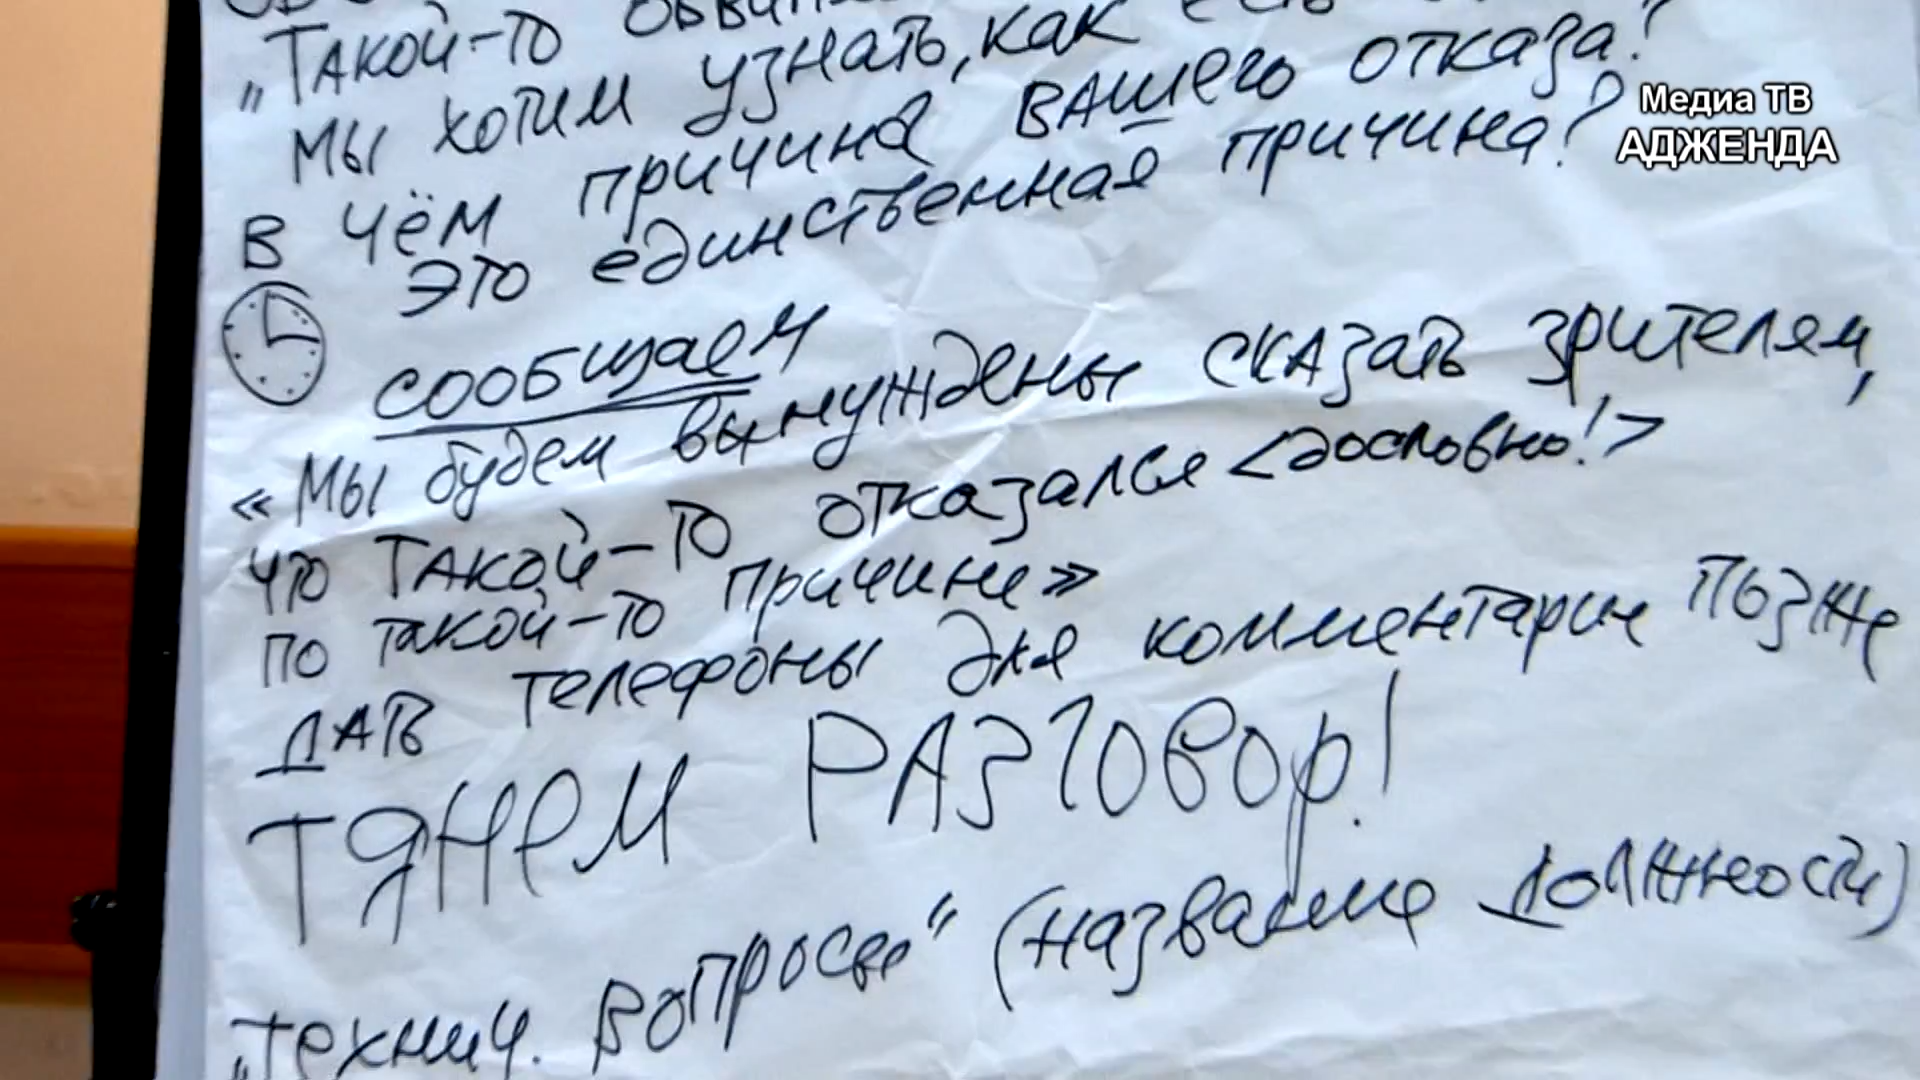 „Такой-то
Мы хотим узнать, как есть
В чём причина вашего отказа?
Это единственная причина?
сообщаем
«Мы будем вынуждены сказать зрителям,
что такой-то отказался <дословно!>
по такой-то причине»
ДАТЬ телефоны для комментарии позже
ТЯНЕМ РАЗГОВОР!
„технич. вопросы“ (название должности)
Медиа ТВ
АДЖЕНДА